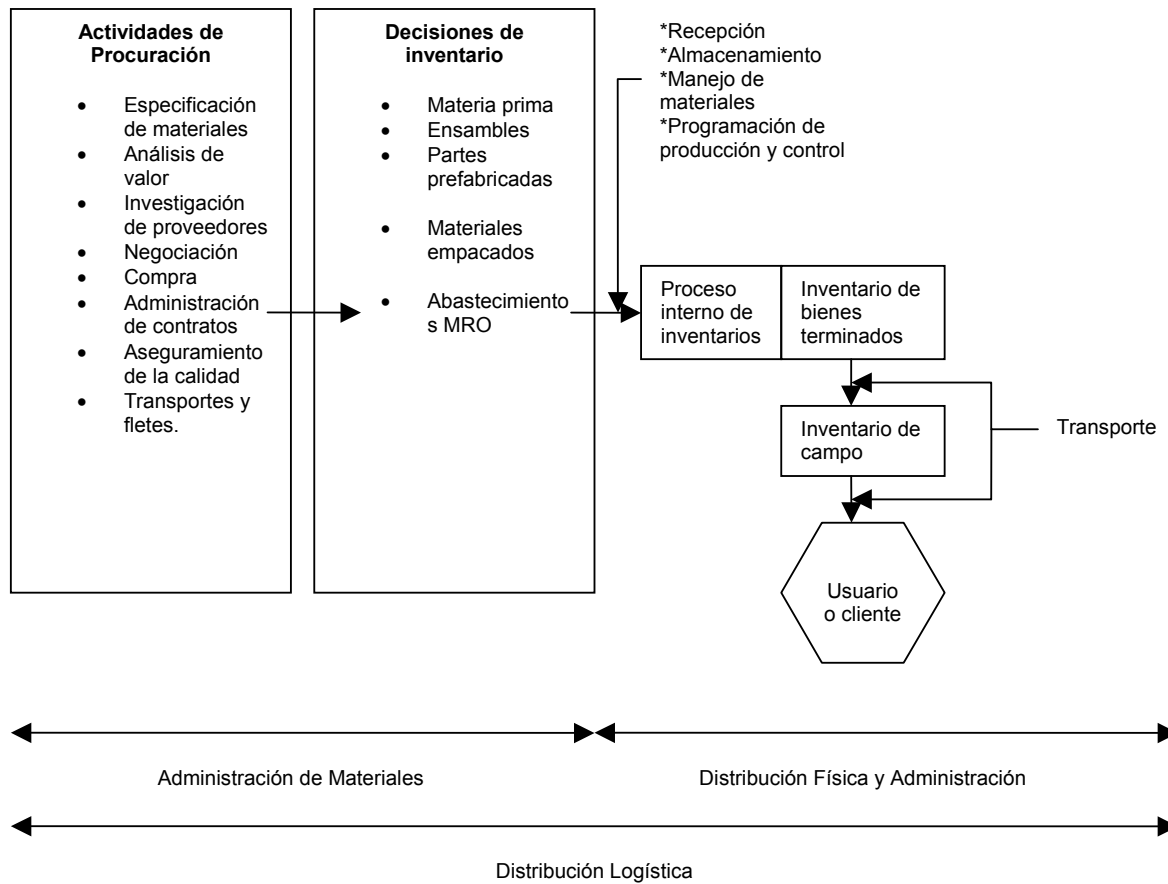 Actividades de
Procuración
Especificación
de materiales
Análisis de
valor
Investigación
de proveedores
Negociación
Compra
Administración
de contratos
Aseguramiento
de la calidad
Transportes y
fletes.
Decisiones de
inventario
Materia prima
Ensambles
Partes
prefabricadas
Materiales
empacados
Abastecimiento
s MRO
*Recepción
*Almacenamiento
*Manejo de
materiales
*Programación de
producción y control
Proceso
interno de
inventarios
Inventario de
bienes
terminados
Inventario de
campo
Transporte
Usuario
o cliente
Administración de Materiales
Distribución Física y Administración
Distribución Logística